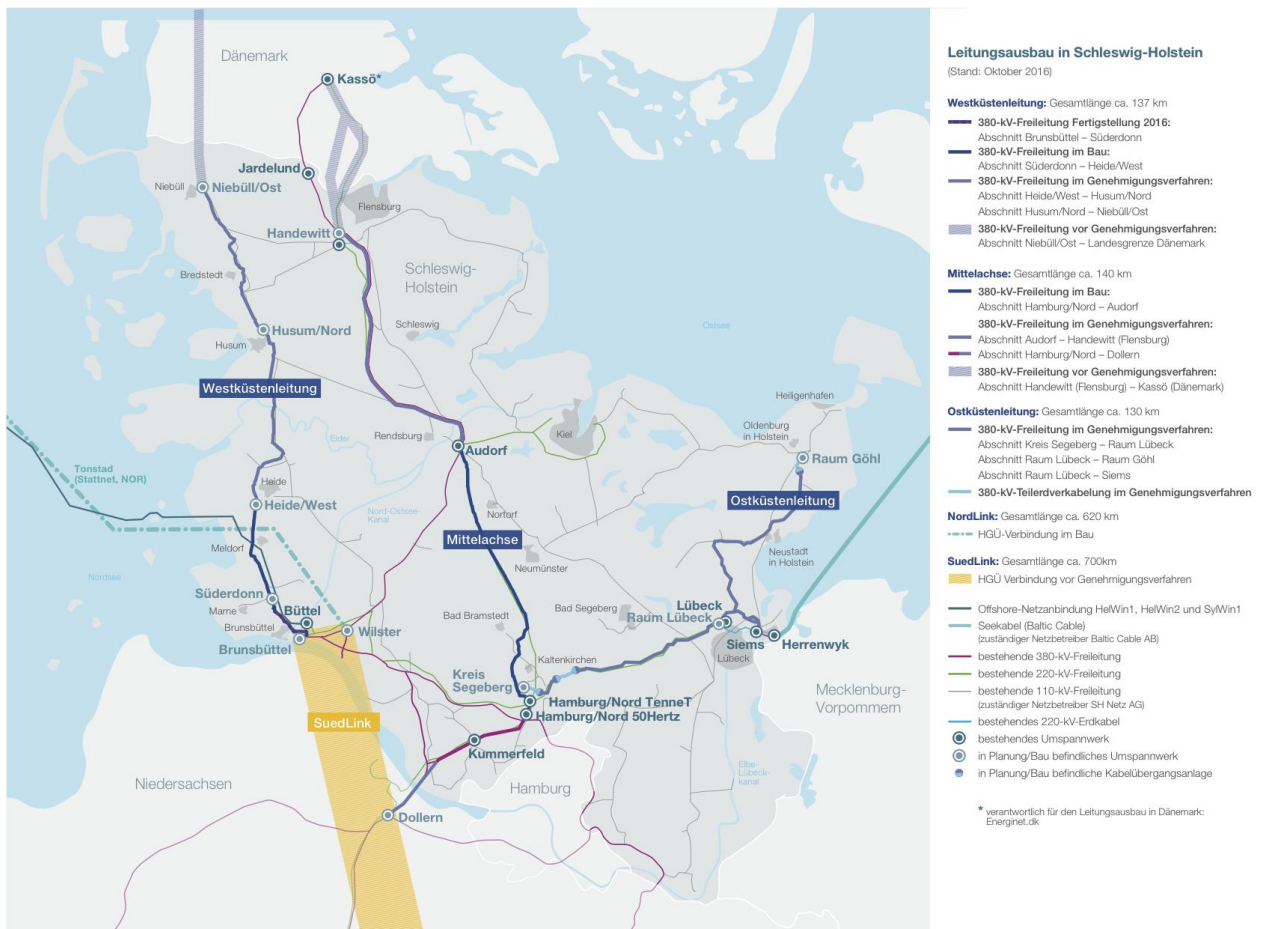 Dänemark
Kassö*
Jardelund
Niebüll
Niebüll/Ost
Flensburg
Handewitt
Schleswig-
Holstein
Bredstedt
Schleswig
Husum/Nord
Husum
Ostsee
Westküstenleitung
Heiligenhafen
Eider
Rendsburg
Kiel
Oldenburg
in Holstein
Audorf
Raum Göhl
Tonstad
(Stattnet, NOR)
Heide
Heide/West
Nord-Ostsee-
Kanal
Nortorf
Ostküstenleitung
Mittelachse
Meldorf
Neumünster
Neustadt
in Holstein
Nordsee
Süderdonn
Marne
Büttel
Bad Bramstedt
Bad Segeberg
Lübeck
Raum Lübeck
Brunsbüttel
Wilster
Brunsbüttel
Siems
Herrenwyk
Lübeck
Kaltenkirchen
Kreis
Segeberg
Mecklenburg-
Vorpommern
Hamburg/Nord TenneT
Hamburg/Nord 50Hertz
SuedLink
Kummerfeld
Elbe-
Lübeck-
kanal
Niedersachsen
Hamburg
Dollern
Leitungsausbau in Schleswig-Holstein
(Stand: Oktober 2016)
Westküstenleitung: Gesamtlänge ca. 137 km
380-kV-Freileitung Fertigstellung 2016:
Abschnitt Brunsbüttel – Süderdonn
380-kV-Freileitung im Bau:
Abschnitt Süderdonn – Heide/West
380-kV-Freileitung im Genehmigungsverfahren:
Abschnitt Heide/West – Husum/Nord
Abschnitt Husum/Nord – Niebüll/Ost
380-kV-Freileitung vor Genehmigungsverfahren:
Abschnitt Niebüll/Ost – Landesgrenze Dänemark
Mittelachse: Gesamtlänge ca. 140 km
380-kV-Freileitung im Bau:
Abschnitt Hamburg/Nord – Audorf
380-kV-Freileitung im Genehmigungsverfahren:
Abschnitt Audorf – Handewitt (Flensburg)
Abschnitt Hamburg/Nord – Dollern
380-kV-Freileitung vor Genehmigungsverfahren:
Abschnitt Handewitt (Flensburg) – Kassö (Dänemark)
Ostküstenleitung: Gesamtlänge ca. 130 km
380-kV-Freileitung im Genehmigungsverfahren:
Abschnitt Kreis Segeberg – Raum Lübeck
Abschnitt Raum Lübeck – Raum Göhl
Abschnitt Raum Lübeck – Siems
380-kV-Teilerdverkabelung im Genehmigungsverfahren
NordLink: Gesamtlänge ca. 620 km
HGÜ-Verbindung im Bau
SuedLink: Gesamtlänge ca. 700km
HGÜ Verbindung vor Genehmigungsverfahren
Offshore-Netzanbindung HelWin1, HelWin2 und SylWin1
Seekabel (Baltic Cable)
(zuständiger Netzbetreiber Baltic Cable AB)
bestehende 380-kV-Freileitung
bestehende 220-kV-Freileitung
bestehende 110-kV-Freileitung
(zuständiger Netzbetreiber SH Netz AG)
bestehendes 220-kV-Erdkabel
bestehendes Umspannwerk
in Planung/Bau befindliches Umspannwerk
in Planung/Bau befindliche Kabelübergangsanlage
* verantwortlich für den Leitungsausbau in Dänemark:
Energinet.dk